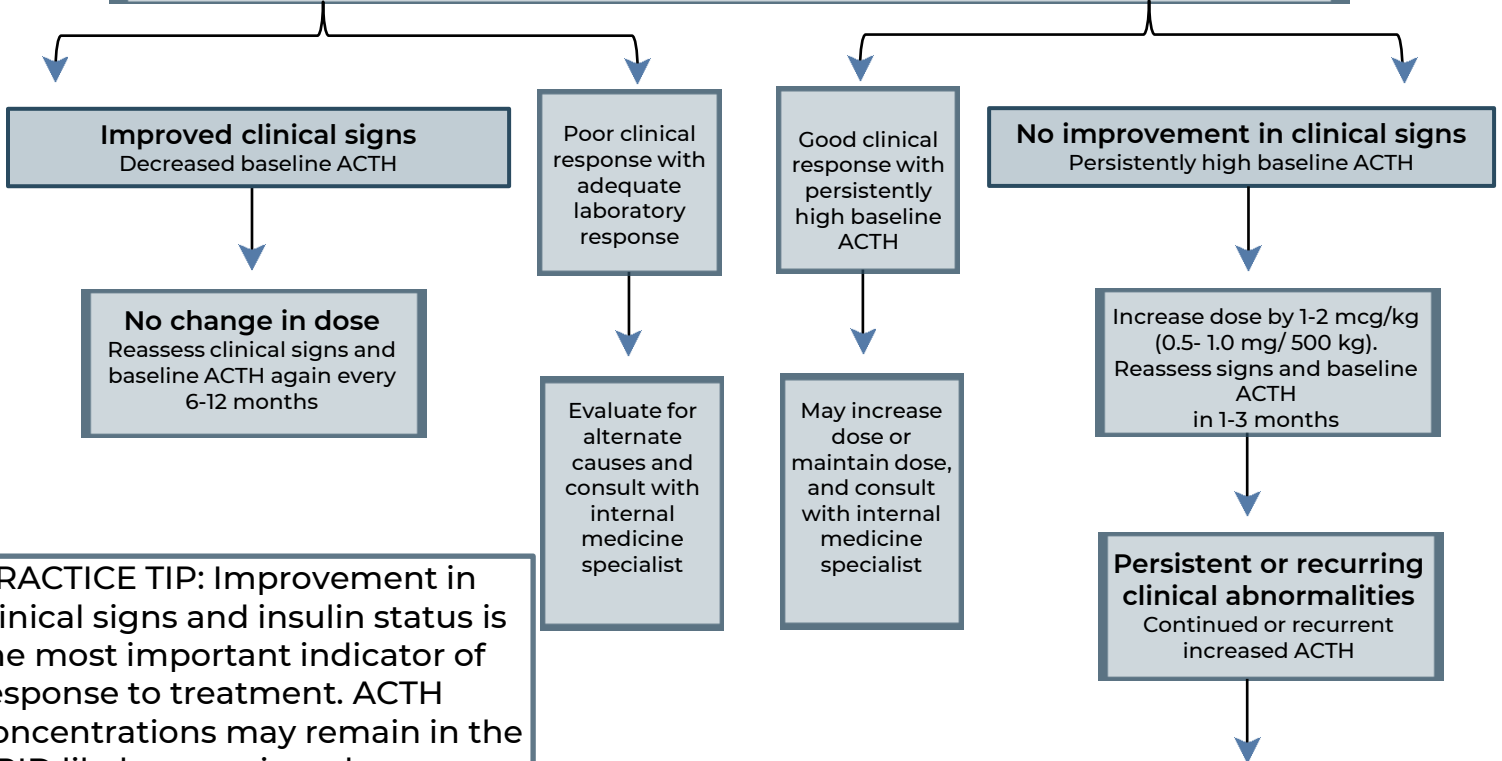 Improved clinical signs
Decreased baseline ACTH
Poor clinical
response with
adequate
laboratory
response
Good clinical
response with
persistently
high baseline
ACTH
No improvement in clinical signs
Persistently high baseline ACTH
No change in dose
Reassess clinical signs and
baseline ACTH again every
6-12 months
Evaluate for
alternate
causes and
consult with
internal
medicine
specialist
May increase
dose or
maintain dose,
and consult
with internal
medicine
specialist
Increase dose by 1-2 mcg/kg
(0.5- 1.0 mg/ 500 kg).
Reassess signs and baseline
ACTH
in 1-3 months
Persistent or recurring
clinical abnormalities
Continued or recurrent
increased ACTH
RACTICE TIP: Improvement in
linical signs and insulin status is
he most important indicator of
esponse to treatment. ACTH
oncentrations may remain in the